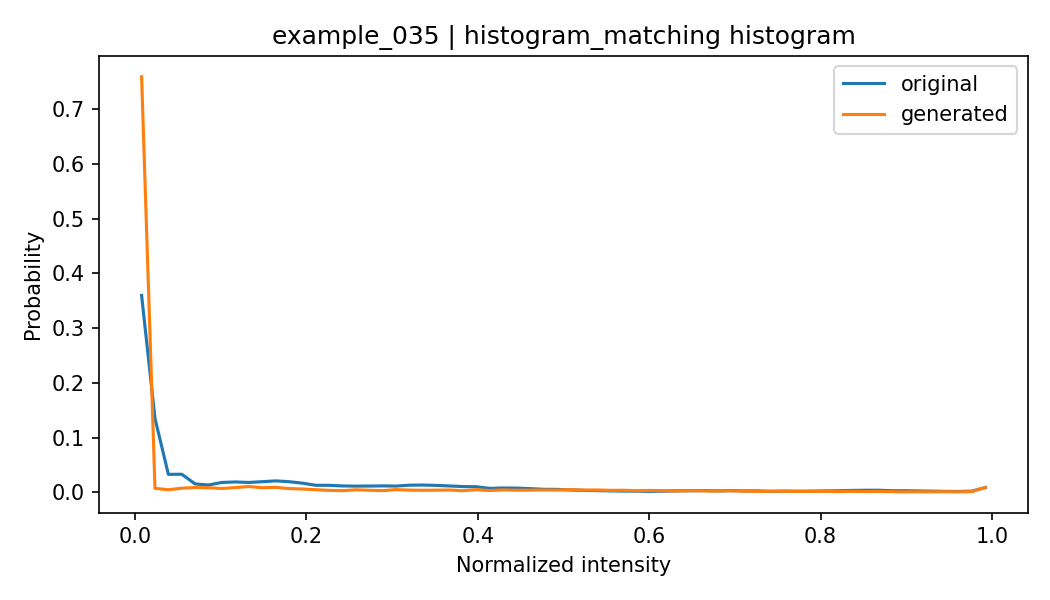 example_035 | histogram_matching histogram
original
generated
Probability
0.7
0.6
0.5
0.4
0.3
0.2
0.1
0.0
0.0 0.2 0.4 0.6 0.8 1.0
Normalized intensity